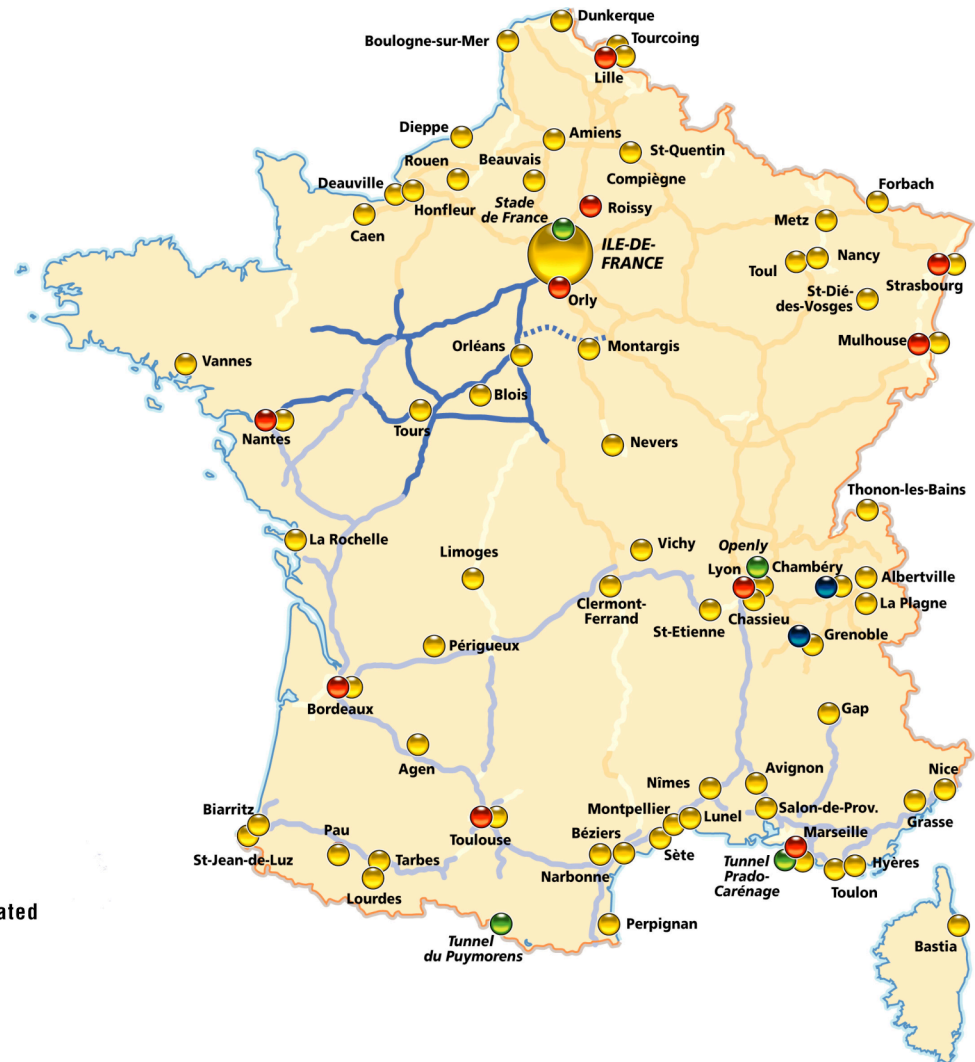 Dunkerque
Boulogne-sur-Mer
Tourcoing
Lille
Dieppe
Amiens
Rouen
Beauvais
St-Quentin
Compiègne
Deauville
Honfleur
Caen
Stade
de France
Roissy
Forbach
Metz
ILE-DE-
FRANCE
Nancy
Toul
Strasbourg
St-Dié-
des-Vosges
Orly
Mulhouse
Vannes
Orléans
Montargis
Blois
Nantes
Tours
Nevers
Thonon-les-Bains
La Rochelle
Limoges
Vichy
Openly
Lyon
Chambéry
Albertville
Clermont-
Ferrand
La Plagne
Chassieu
St-Etienne
Grenoble
Périgueux
Bordeaux
Gap
Agen
Avignon
Nîmes
Nice
Biarritz
Montpellier
Lunel
Salon-de-Prov.
Grasse
Pau
Toulouse
Béziers
Marseille
St-Jean-de-Luz
Tarbes
Sète
Narbonne
Tunnel
Prado-
Carénage
Hyères
Lourdes
Toulon
ated
Perpignan
Tunnel
du Puymorens
Bastia